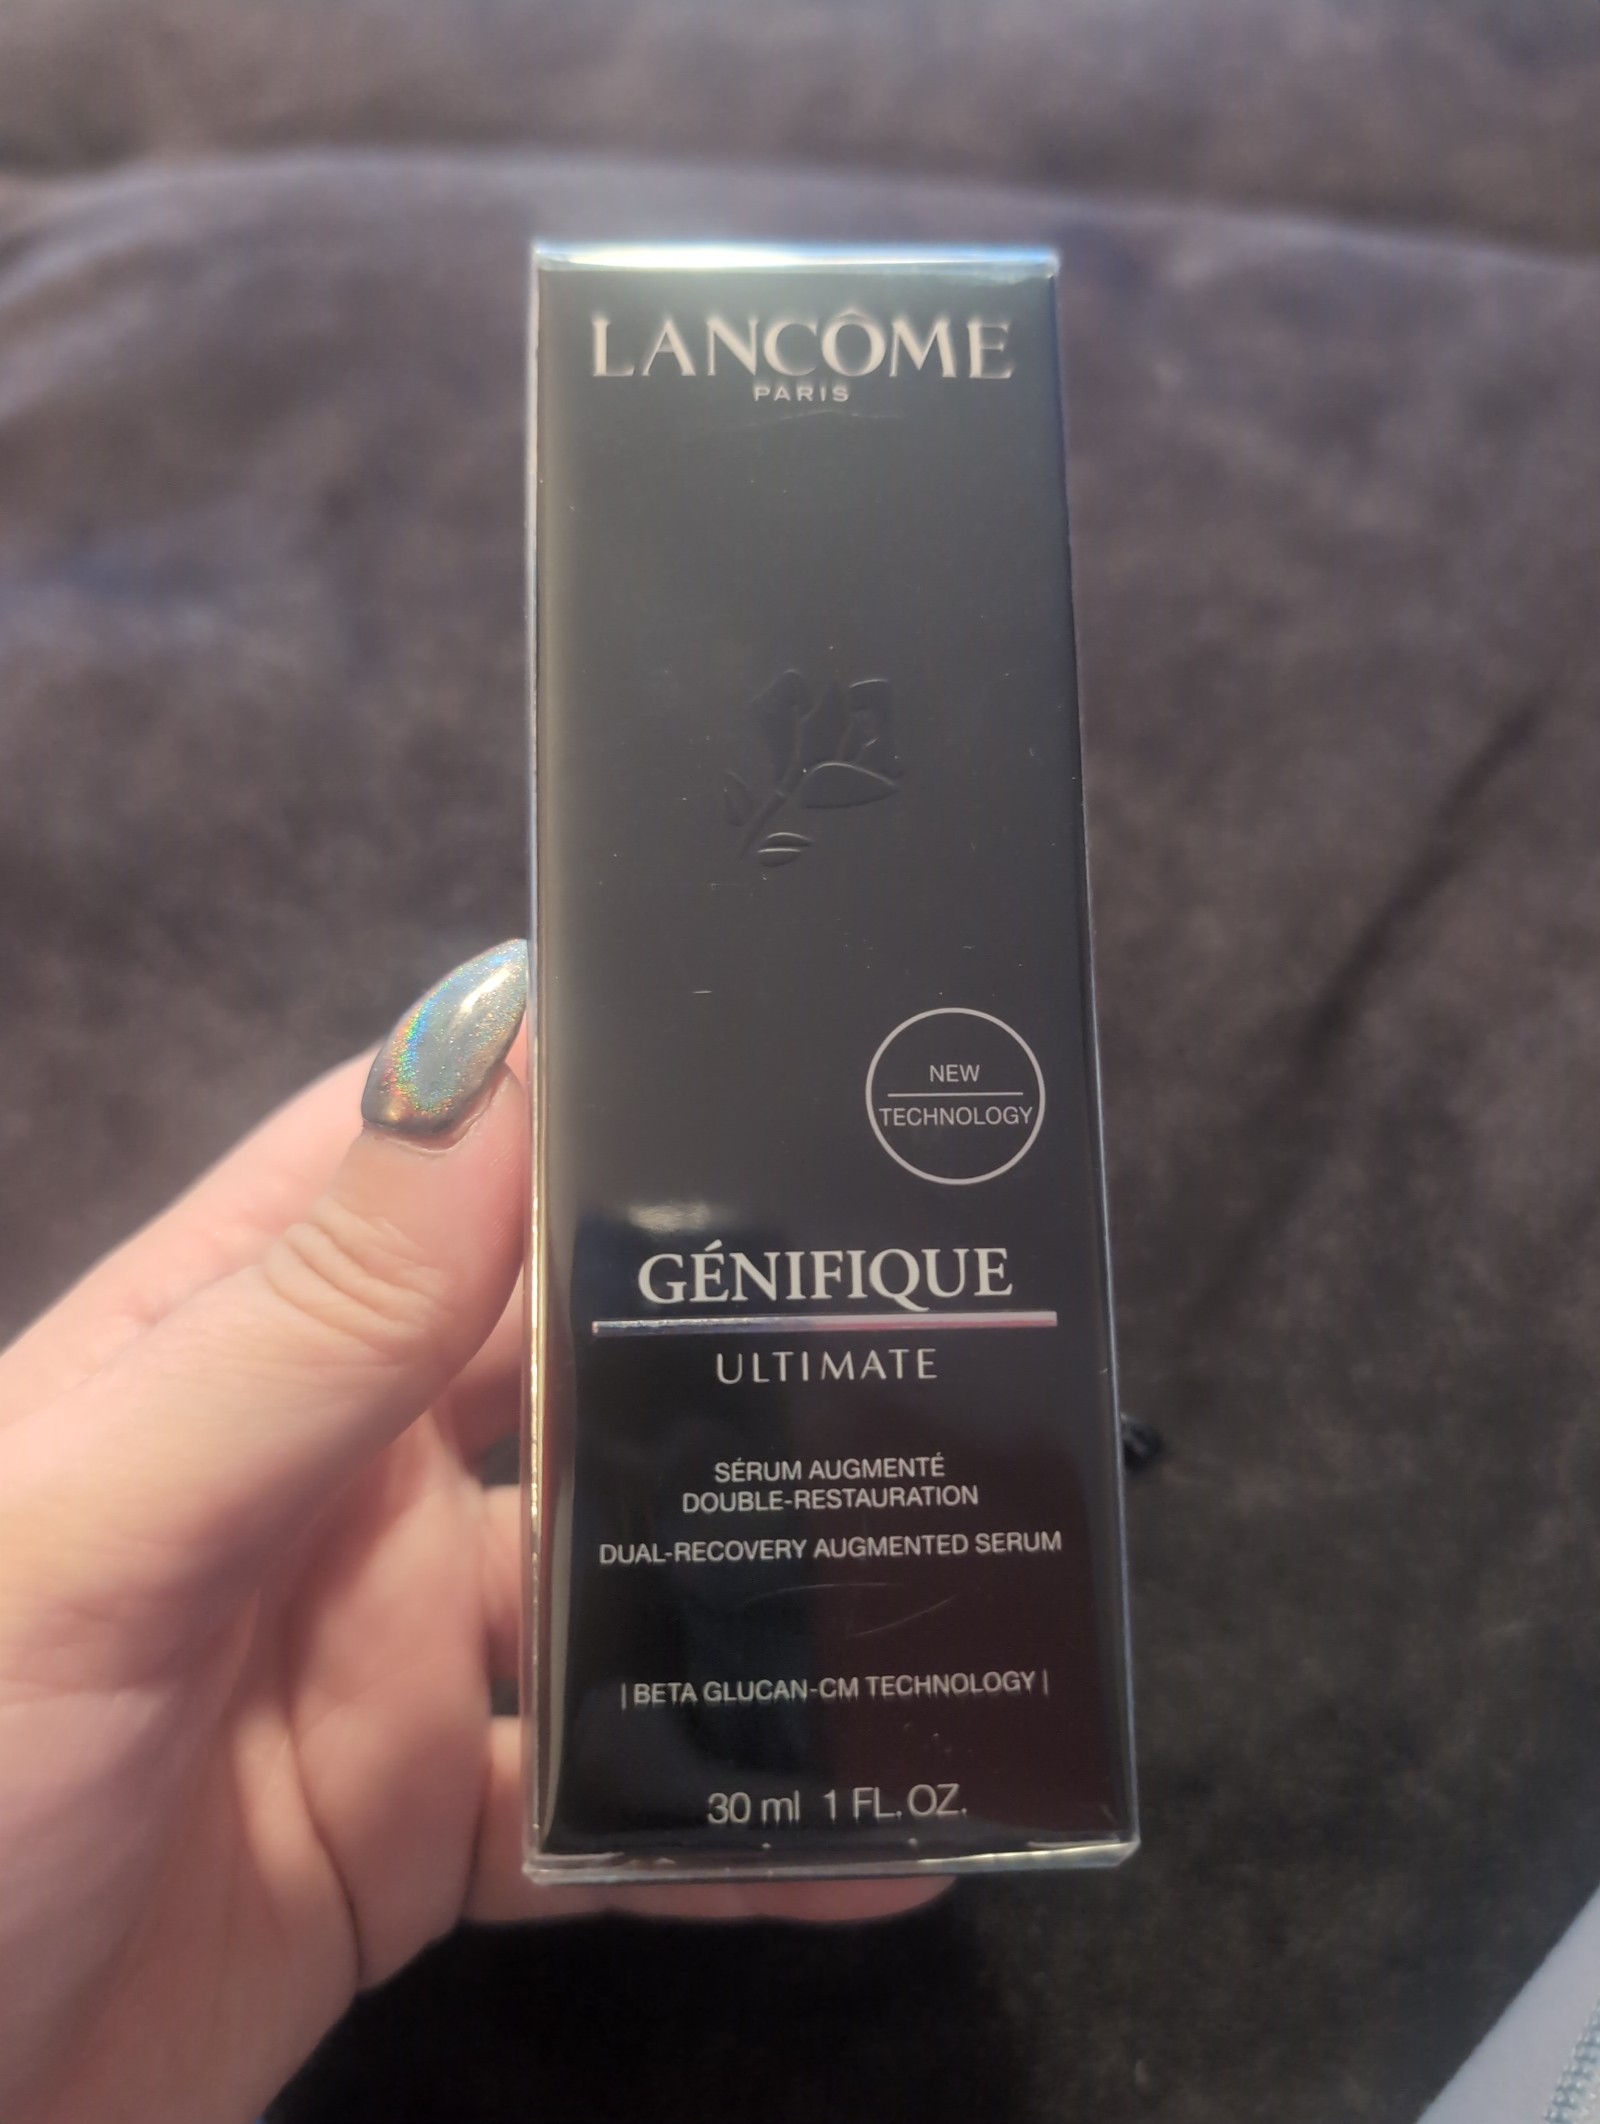 LANCÔME
PARIS
NEW
TECHNOLOGY
GÉNIFIQUE
ULTIMATE
SÉRUM AUGMENTÉ
DOUBLE-RESTAURATION
DUAL-RECOVERY AUGMENTED SERUM
| BETA GLUCAN-CM TECHNOLOGY |
30 ml 1 FL. OZ.